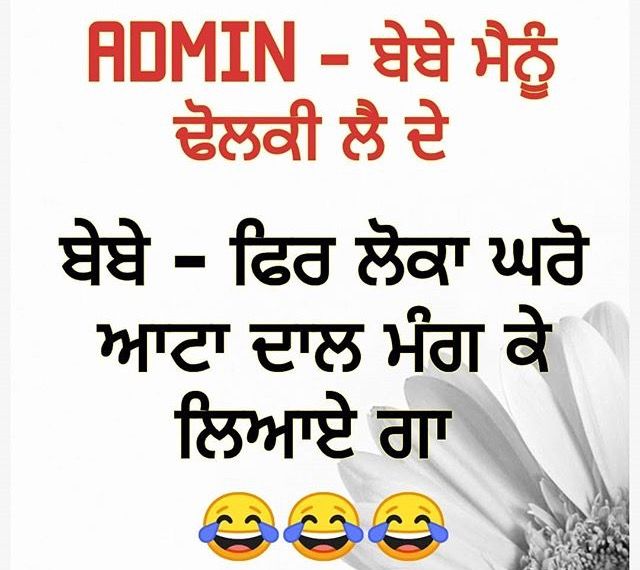 ADMIN - ਬੇਬੇ ਮੈਨੂੰ
ਢੋਲਕੀ ਲੈ ਦੇ
ਬੇਬੇ - ਫਿਰ ਲੋਕਾ ਘਰੋ
ਆਟਾ ਦਾਲ ਮੰਗ ਕੇ
ਲਿਆਏ ਗਾ
😂😂😂